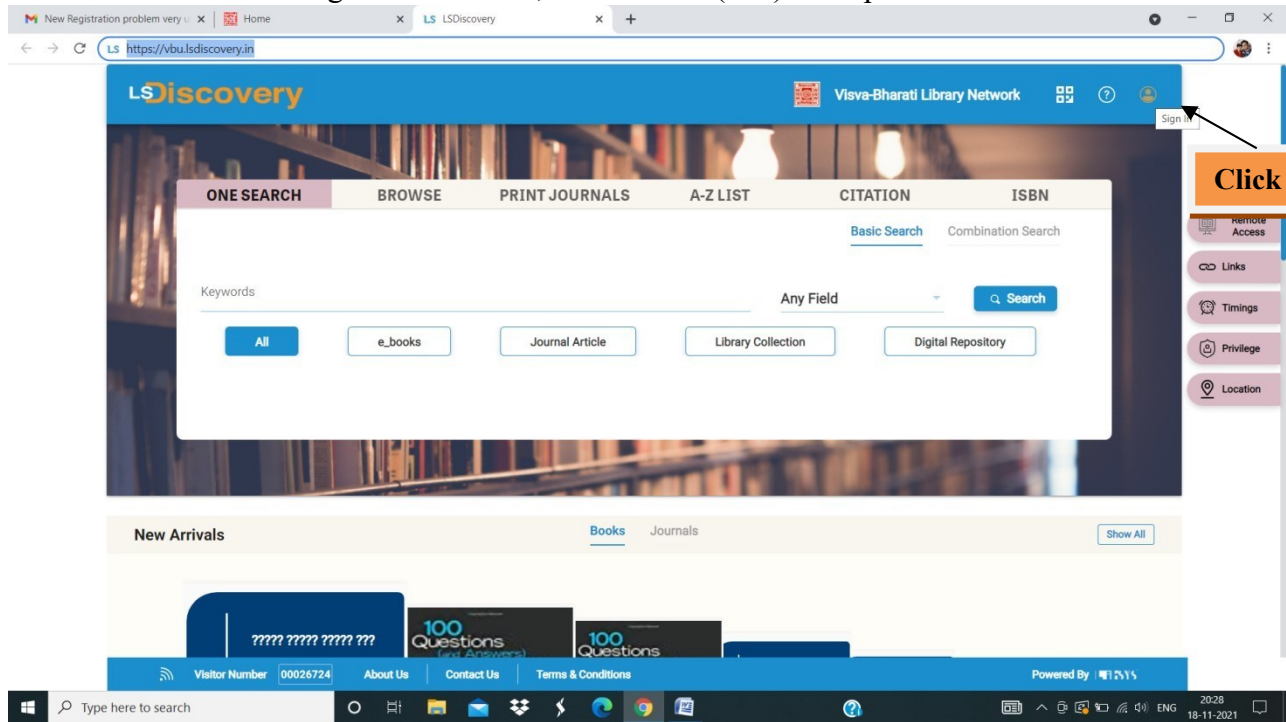 New Registration problem very u
Home
LS LSDiscovery
LS https://vbu.lsdiscovery.in
LSDiscovery
Visva-Bharati Library Network
Sign In
Click
ONE SEARCH BROWSE PRINT JOURNALS A-Z LIST CITATION ISBN
Basic Search Combination Search
Remote
Access
Links
Keywords
Any Field
Search
Timings
All e_books Journal Article Library Collection Digital Repository
Privilege
Location
New Arrivals
Books Journals
Show All
????? ????? ????? ???
100
Questions
(and Answers)
100
Questions
Visitor Number 00026724 About Us Contact Us Terms & Conditions
Powered By
Type here to search
ENG
20:28
18-11-2021